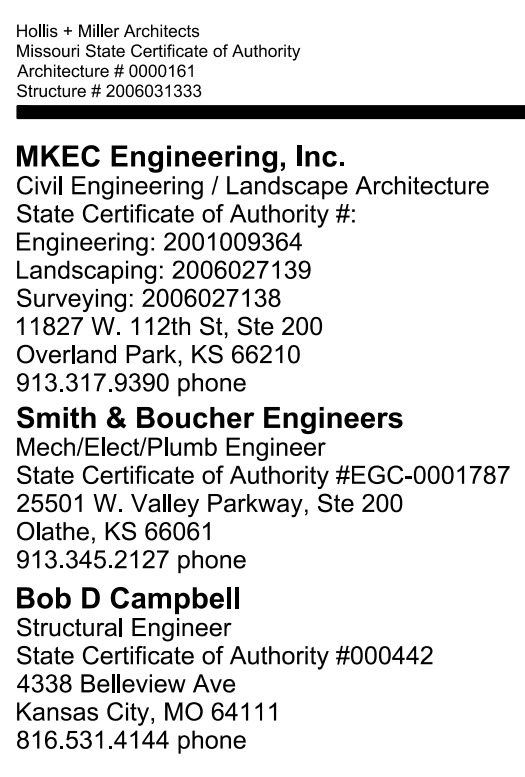 Hollis + Miller Architects
Missouri State Certificate of Authority
Architecture # 0000161
Structure # 2006031333
MKEC Engineering, Inc.
Civil Engineering / Landscape Architecture
State Certificate of Authority #:
Engineering: 2001009364
Landscaping: 2006027139
Surveying: 2006027138
11827 W. 112th St, Ste 200
Overland Park, KS 66210
913.317.9390 phone
Smith & Boucher Engineers
Mech/Elect/Plumb Engineer
State Certificate of Authority #EGC-0001787
25501 W. Valley Parkway, Ste 200
Olathe, KS 66061
913.345.2127 phone
Bob D Campbell
Structural Engineer
State Certificate of Authority #000442
4338 Belleview Ave
Kansas City, MO 64111
816.531.4144 phone